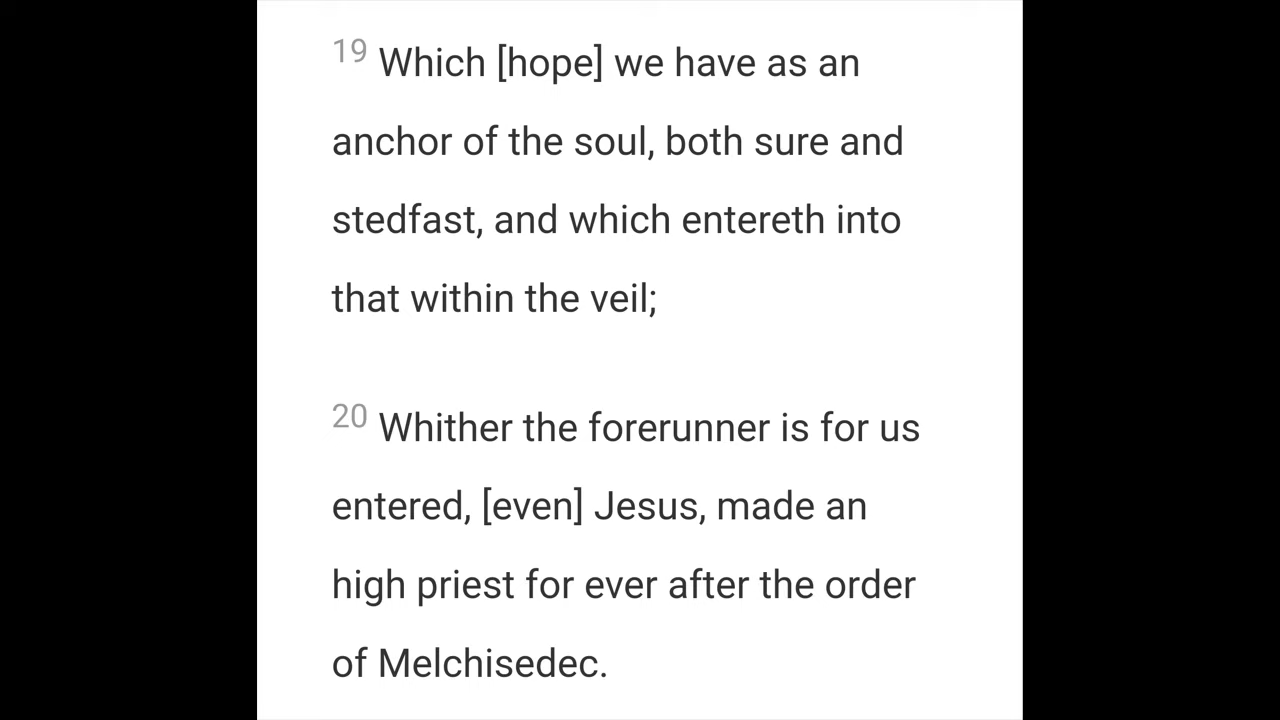 19 Which [hope] we have as an
anchor of the soul, both sure and
stedfast, and which entereth into
that within the veil;
20 Whither the forerunner is for us
entered, [even] Jesus, made an
high priest for ever after the order
of Melchisedec.